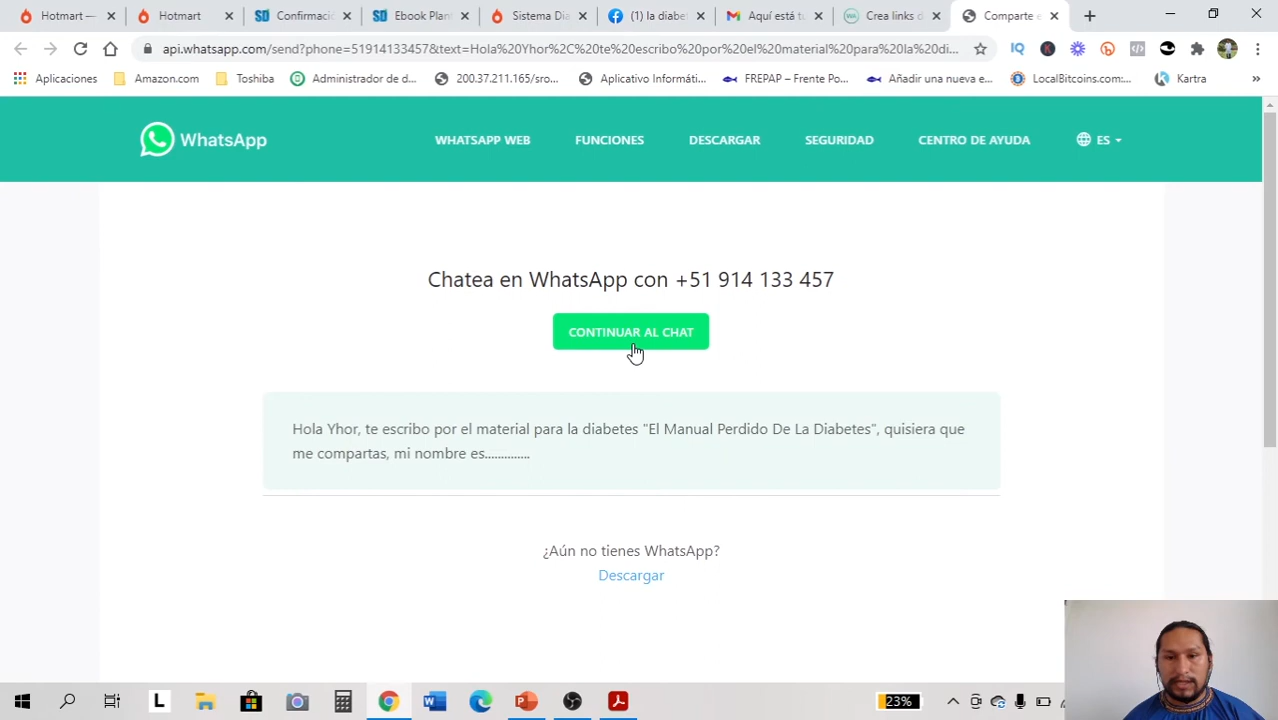 Hotmart —
Hotmart
Confirmació
Ebook Plant
Sistema Dia
(1) la diabet
Aquí está tu
Crea links d
Comparte e
api.whatsapp.com/send?phone=51914133457&text=Hola%20Yhor%2C%20te%20escribo%20por%20el%20material%20para%20la%20di...
Aplicaciones
Amazon.com
Toshiba
Administrador de d...
200.37.211.165/sro...
Aplicativo Informáti...
FREPAP – Frente Po...
Añadir una nueva e...
LocalBitcoins.com:...
Kartra
»
WhatsApp
WHATSAPP WEB
FUNCIONES
DESCARGAR
SEGURIDAD
CENTRO DE AYUDA
ES
Chatea en WhatsApp con +51 914 133 457
CONTINUAR AL CHAT
Hola Yhor, te escribo por el material para la diabetes "El Manual Perdido De La Diabetes", quisiera que
me compartas, mi nombre es..............
¿Aún no tienes WhatsApp?
Descargar
23%